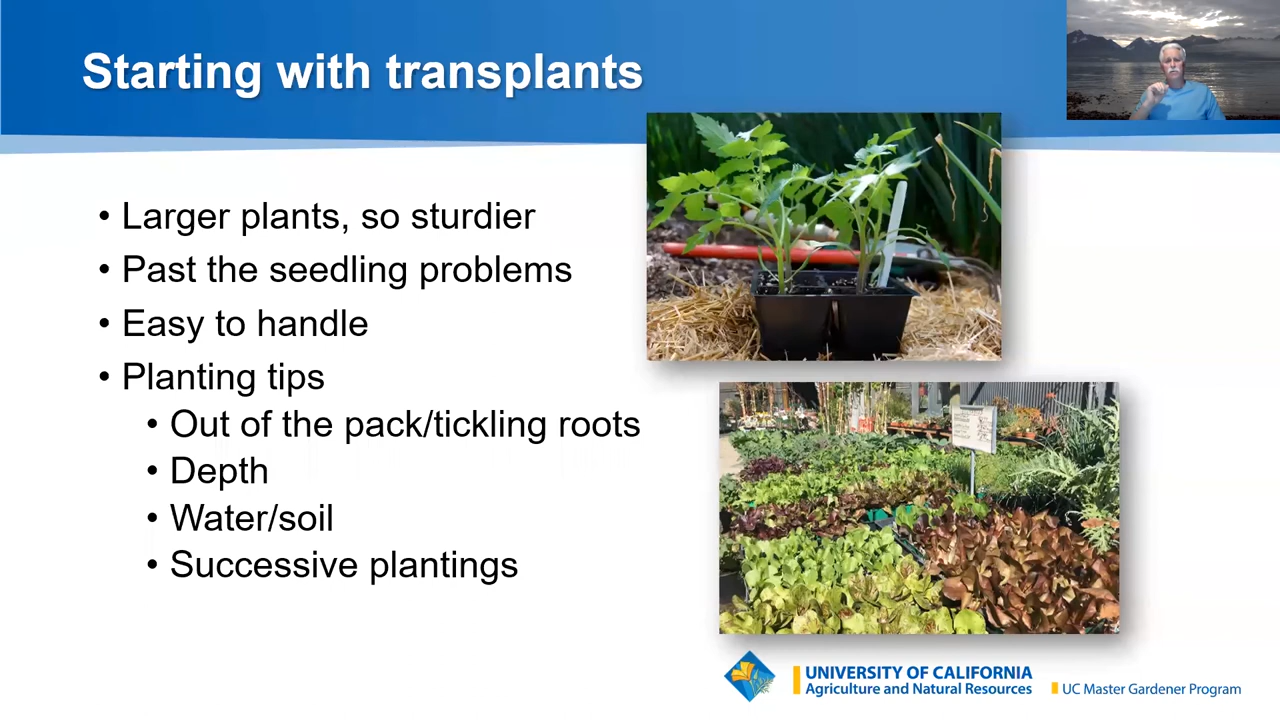 Starting with transplants
• Larger plants, so sturdier
• Past the seedling problems
• Easy to handle
• Planting tips
• Out of the pack/tickling roots
• Depth
• Water/soil
• Successive plantings
UNIVERSITY OF CALIFORNIA
Agriculture and Natural Resources
UC Master Gardener Program